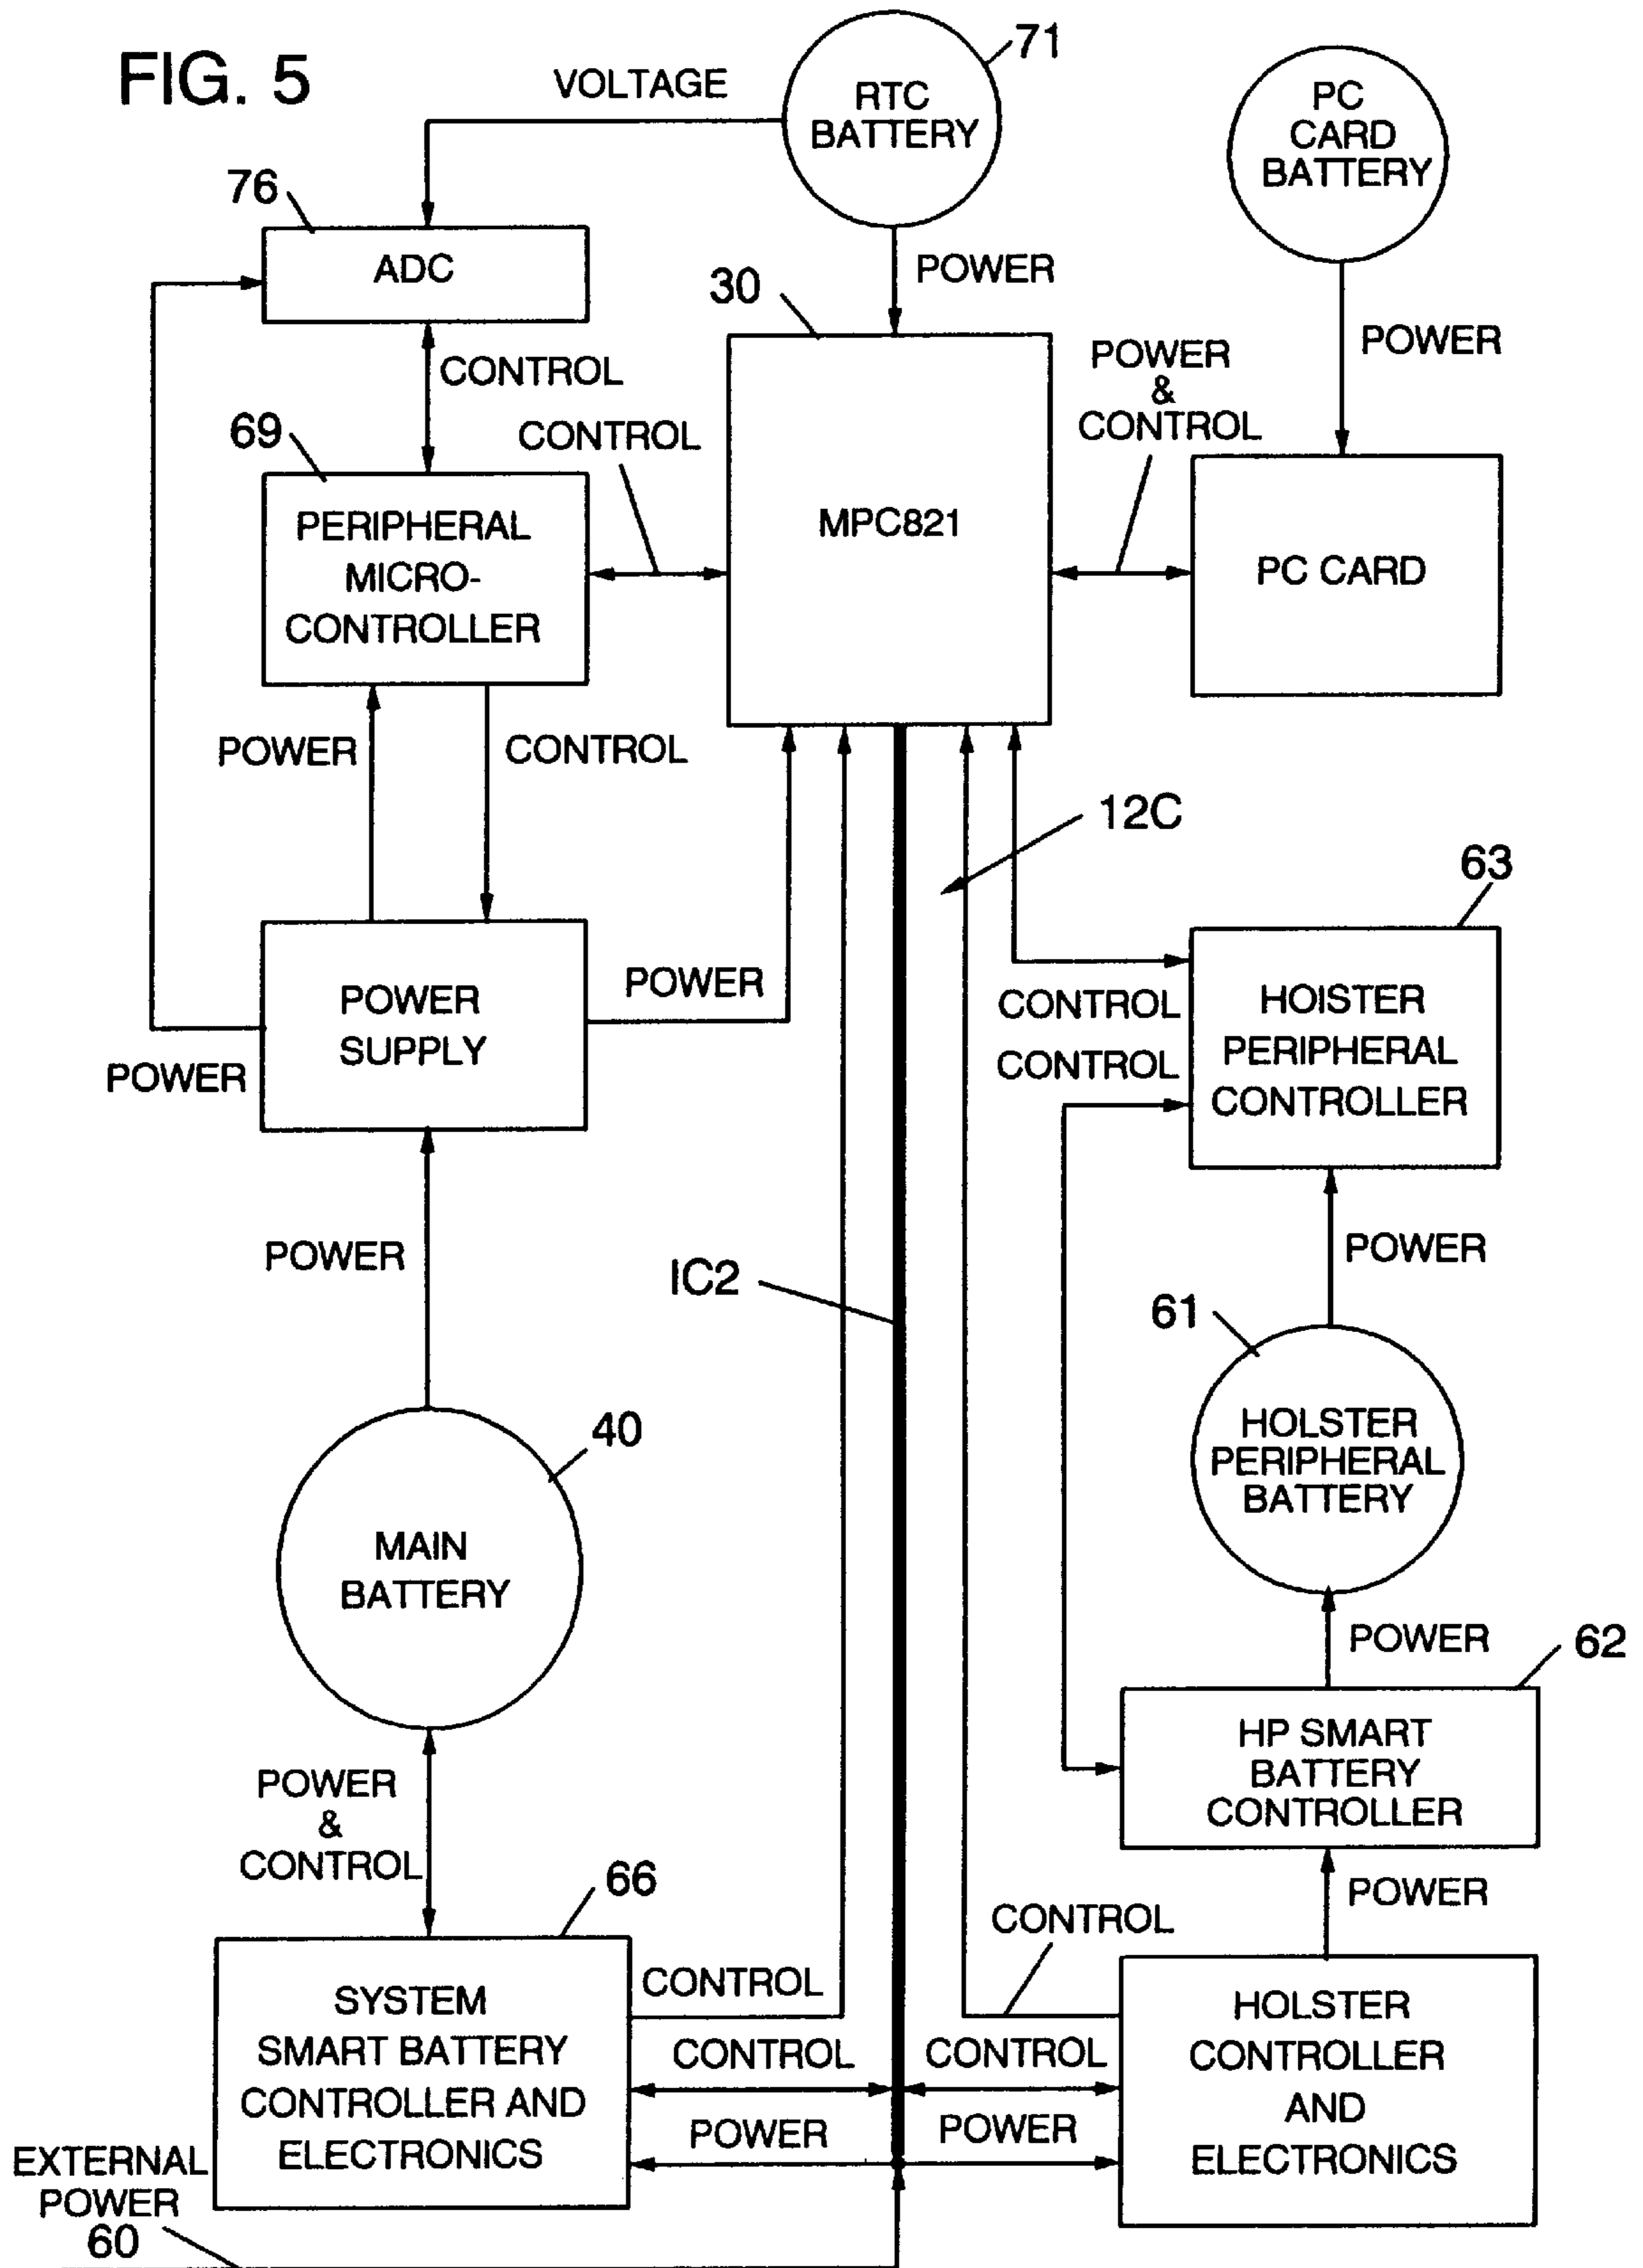 FIG. 5
VOLTAGE
RTC
BATTERY
71
PC
CARD
BATTERY
76
ADC
POWER
30
POWER
CONTROL
POWER
&
CONTROL
69
CONTROL
PERIPHERAL
MICRO-
CONTROLLER
MPC821
PC CARD
POWER
CONTROL
12C
63
POWER
SUPPLY
POWER
POWER
CONTROL
CONTROL
HOISTER
PERIPHERAL
CONTROLLER
POWER
IC2
POWER
61
40
HOLSTER
PERIPHERAL
BATTERY
MAIN
BATTERY
POWER
62
POWER
&
CONTROL
HP SMART
BATTERY
CONTROLLER
66
POWER
CONTROL
SYSTEM
SMART BATTERY
CONTROLLER AND
ELECTRONICS
CONTROL
CONTROL
CONTROL
POWER
POWER
HOLSTER
CONTROLLER
AND
ELECTRONICS
EXTERNAL
POWER
60